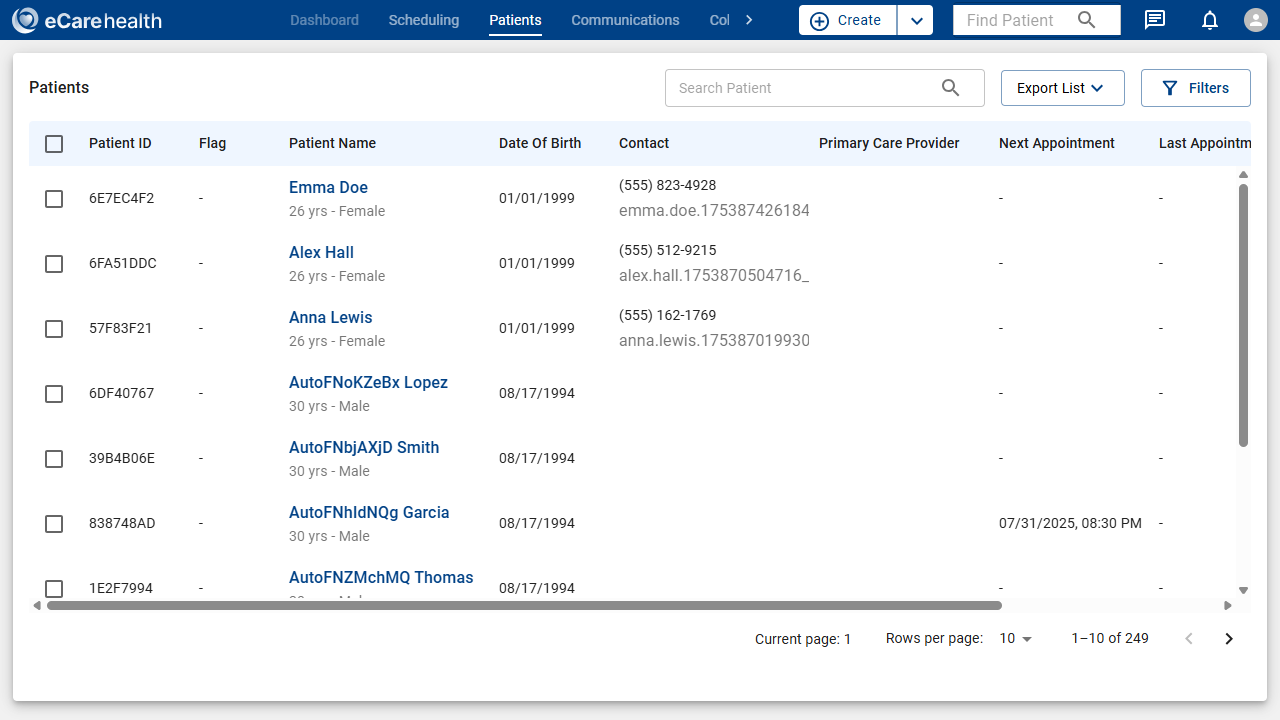 eCarehealth
Dashboard Scheduling Patients Communications Col
Create
Find Patient
Patients
Search Patient
Export List
Filters
Patient ID Flag Patient Name Date Of Birth Contact Primary Care Provider Next Appointment Last Appointm
6E7EC4F2 - Emma Doe 01/01/1999 (555) 823-4928 - -
26 yrs - Female emma.doe.175387426184
6FA51DDC - Alex Hall 01/01/1999 (555) 512-9215 - -
26 yrs - Female alex.hall.1753870504716_
57F83F21 - Anna Lewis 01/01/1999 (555) 162-1769 - -
26 yrs - Female anna.lewis.175387019930
6DF40767 - AutoFNoKZeBx Lopez 08/17/1994 - -
30 yrs - Male
39B4B06E - AutoFNbjAXjD Smith 08/17/1994 - -
30 yrs - Male
838748AD - AutoFNhIdNQg Garcia 08/17/1994 07/31/2025, 08:30 PM -
30 yrs - Male
1E2F7994 - AutoFNZMchMQ Thomas 08/17/1994 - -
Current page: 1 Rows per page: 10 1–10 of 249